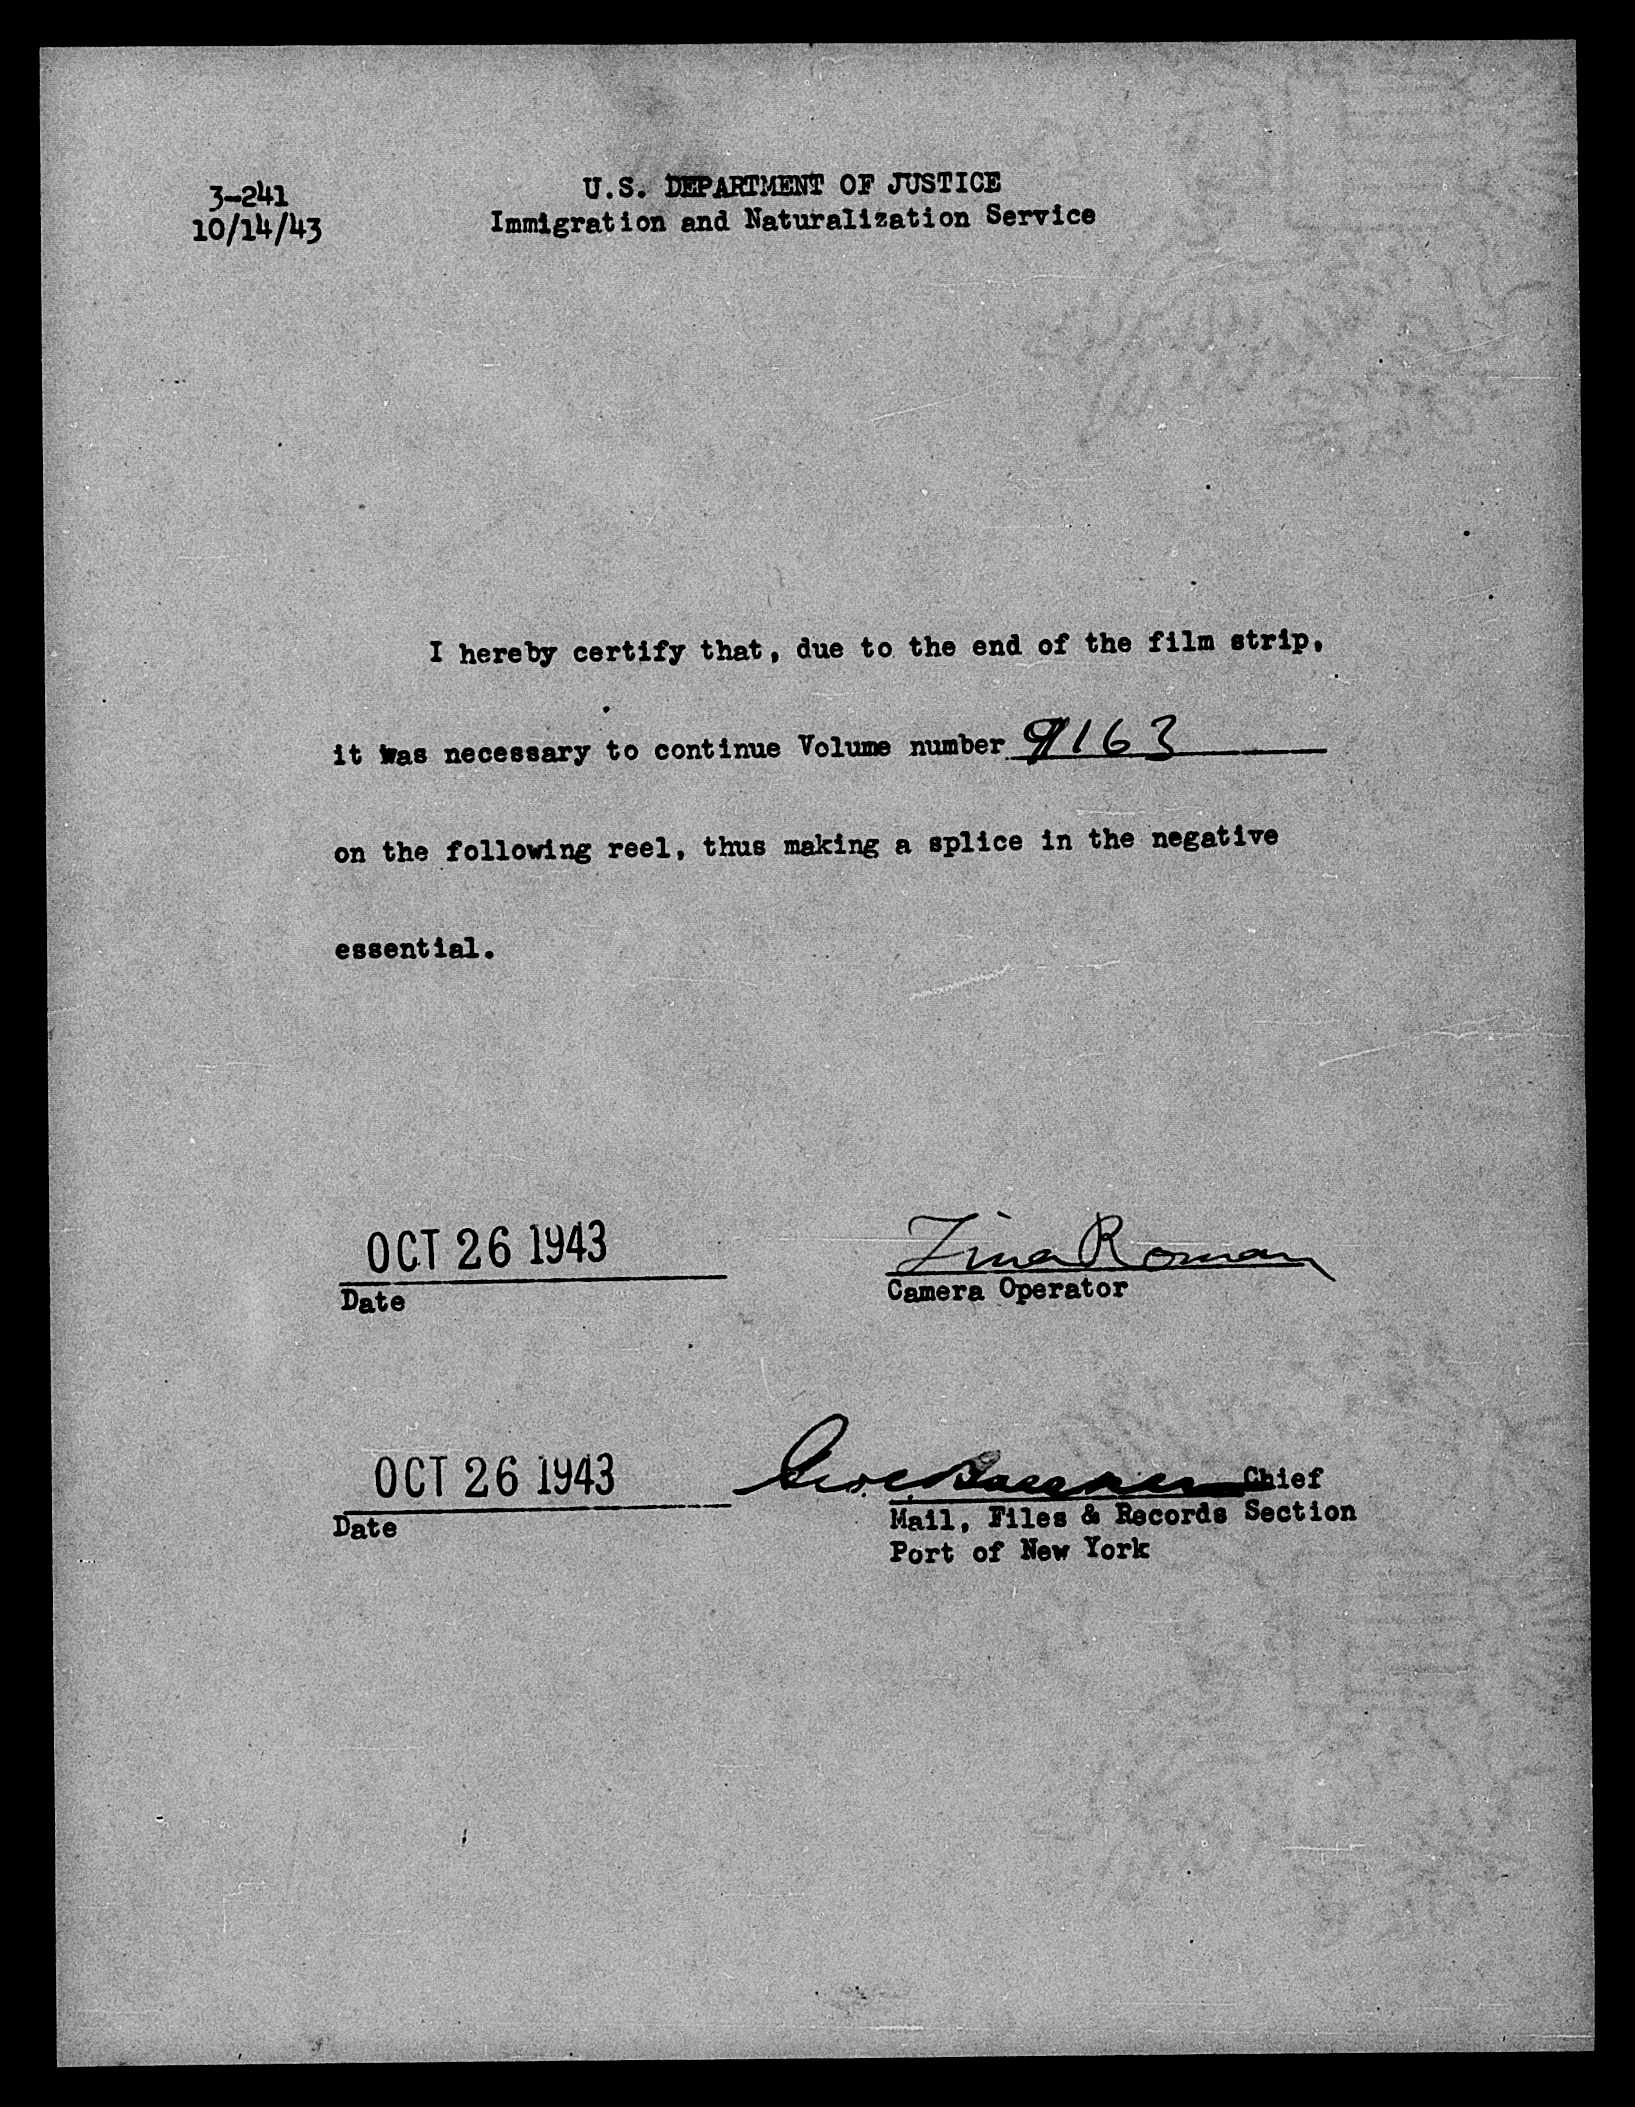 3-241
10/14/43
U.S. DEPARTMENT OF JUSTICE
Immigration and Naturalization Service
I hereby certify that, due to the end of the film strip,
it was necessary to continue Volume number 9163
on the following reel, thus making a splice in the negative
essential.
OCT 26 1943
Date
Tina Roman
Camera Operator
OCT 26 1943
Date
Chief
Mail, Files & Records Section
Port of New York